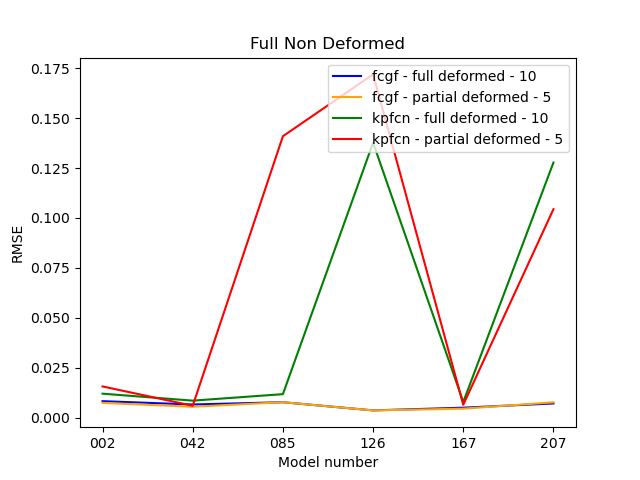 Full Non Deformed
fcgf - full deformed - 10
fcgf - partial deformed - 5
kpfcn - full deformed - 10
kpfcn - partial deformed - 5
0.175
0.150
0.125
0.100
0.075
0.050
0.025
0.000
RMSE
002 042 085 126 167 207
Model number